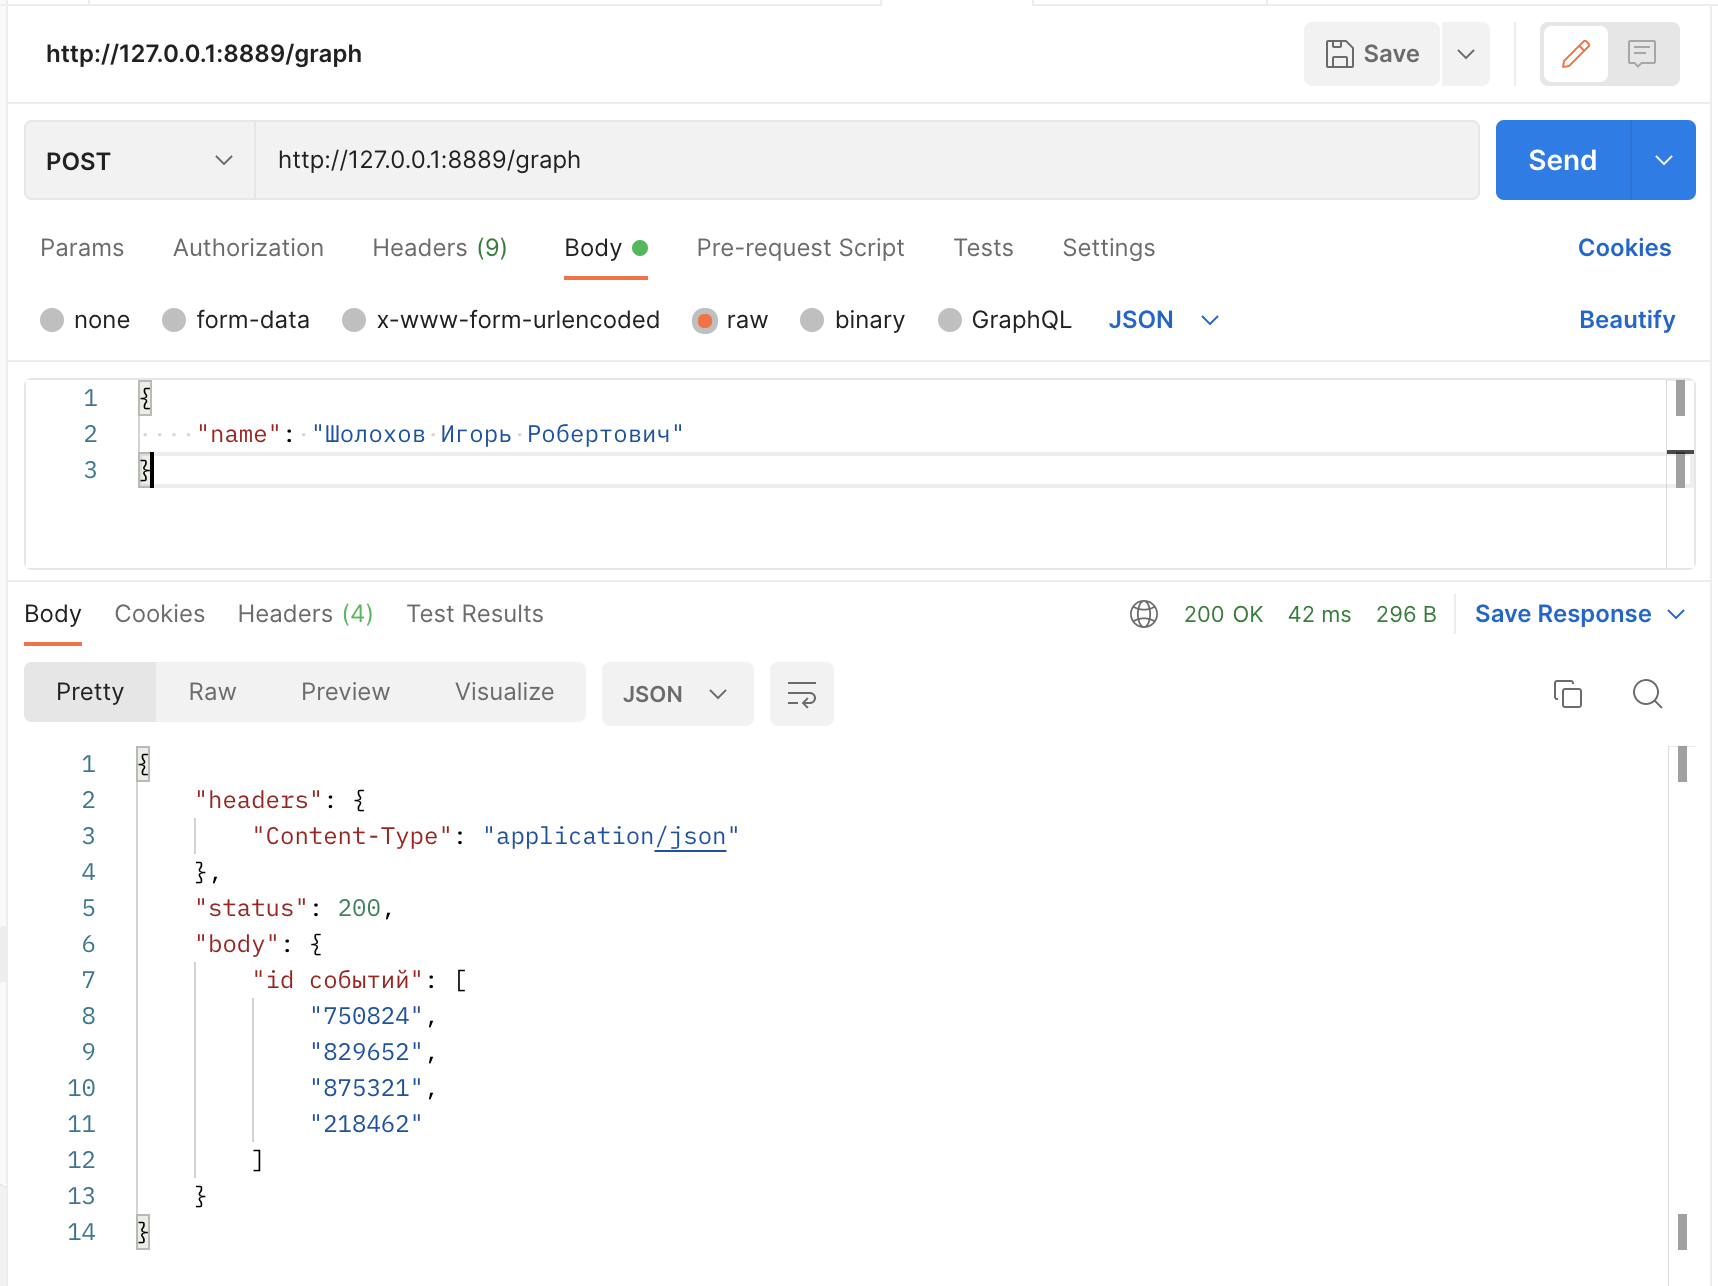 http://127.0.0.1:8889/graph
Save
POST
http://127.0.0.1:8889/graph
Send
Params Authorization Headers (9) Body Pre-request Script Tests Settings Cookies
none form-data x-www-form-urlencoded raw binary GraphQL JSON Beautify
1 {
2 "name": "Шолохов Игорь Робертович"
3 }
Body Cookies Headers (4) Test Results 200 OK 42 ms 296 B Save Response
Pretty Raw Preview Visualize JSON
1 {
2 "headers": {
3 "Content-Type": "application/json"
4 },
5 "status": 200,
6 "body": {
7 "id событий": [
8 "750824",
9 "829652",
10 "875321",
11 "218462"
12 ]
13 }
14 }